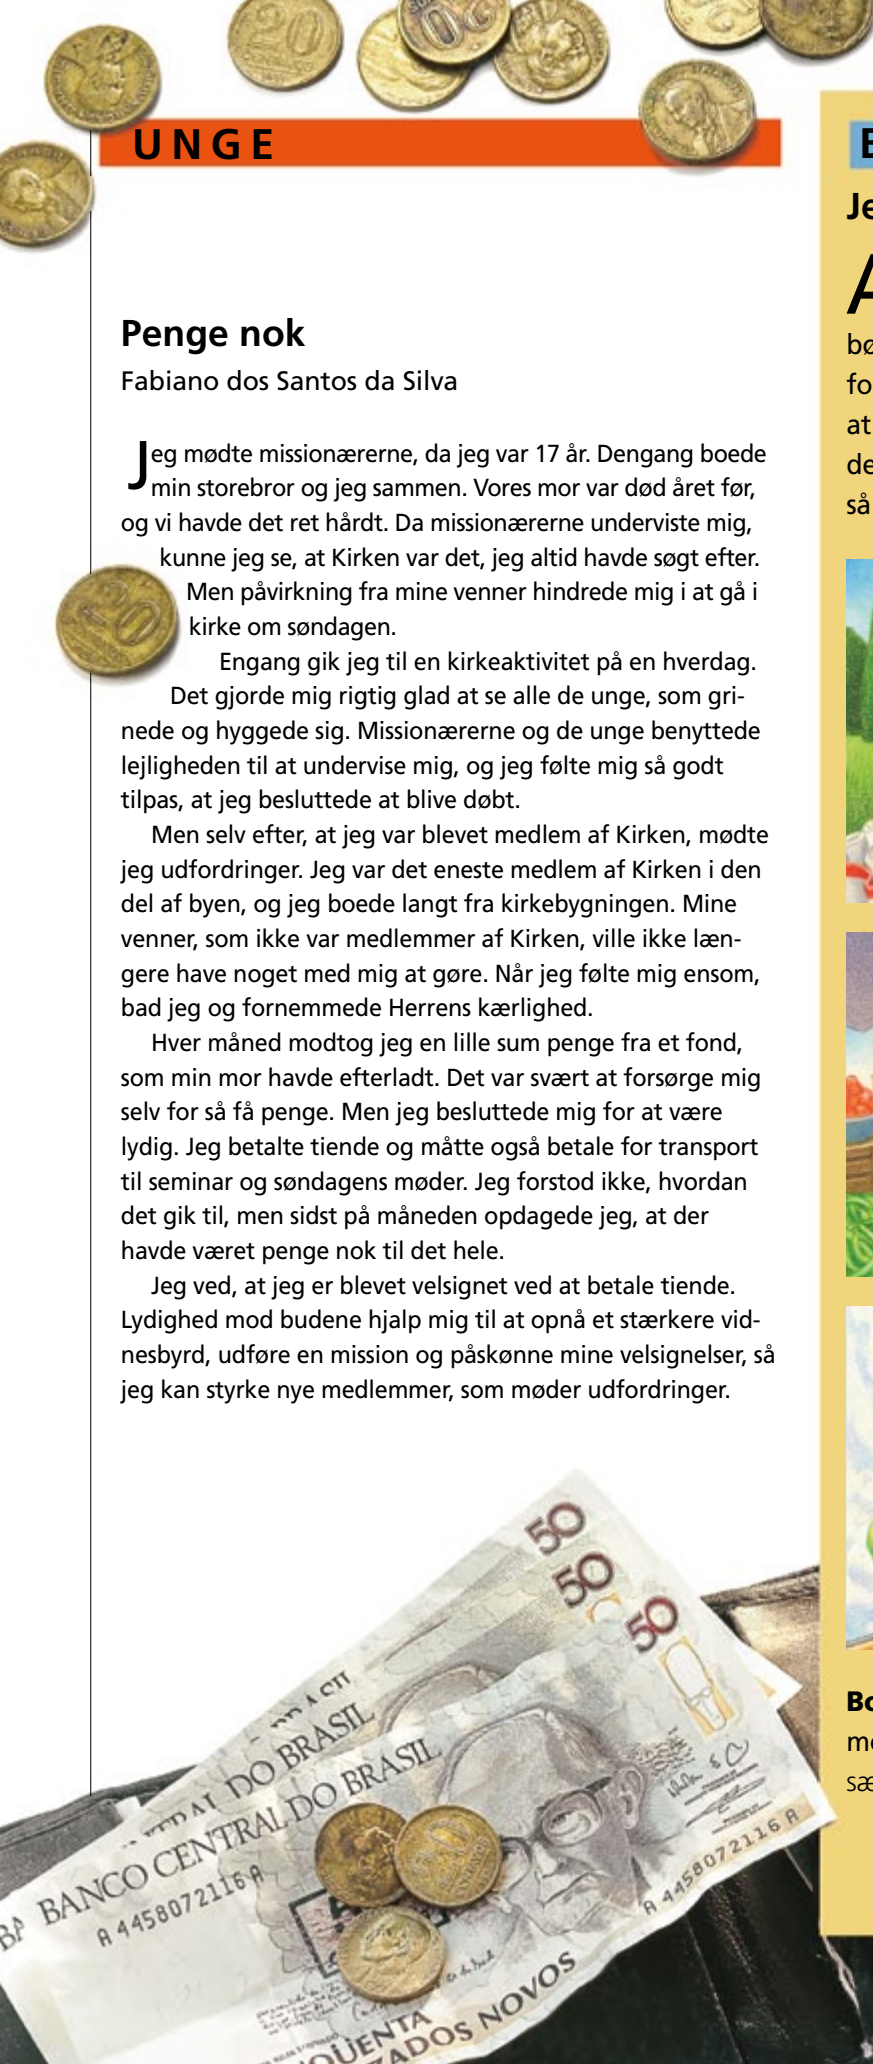 UNGE
Penge nok
Fabiano dos Santos da Silva
Jeg mødte missionærerne, da jeg var 17 år. Dengang boede
min storebror og jeg sammen. Vores mor var død året før,
og vi havde det ret hårdt. Da missionærerne underviste mig,
kunne jeg se, at Kirken var det, jeg altid havde søgt efter.
Men påvirkning fra mine venner hindrede mig i at gå i
kirke om søndagen.
Engang gik jeg til en kirkeaktivitet på en hverdag.
Det gjorde mig rigtig glad at se alle de unge, som gri-
nede og hyggede sig. Missionærerne og de unge benyttede
lejligheden til at undervise mig, og jeg følte mig så godt
tilpas, at jeg besluttede at blive døbt.
Men selv efter, at jeg var blevet medlem af Kirken, mødte
jeg udfordringer. Jeg var det eneste medlem af Kirken i den
del af byen, og jeg boede langt fra kirkebygningen. Mine
venner, som ikke var medlemmer af Kirken, ville ikke læn-
gere have noget med mig at gøre. Når jeg følte mig ensom,
bad jeg og fornemmede Herrens kærlighed.
Hver måned modtog jeg en lille sum penge fra et fond,
som min mor havde efterladt. Det var svært at forsørge mig
selv for så få penge. Men jeg besluttede mig for at være
lydig. Jeg betalte tiende og måtte også betale for transport
til seminar og søndagens møder. Jeg forstod ikke, hvordan
det gik til, men sidst på måneden opdagede jeg, at der
havde været penge nok til det hele.
Jeg ved, at jeg er blevet velsignet ved at betale tiende.
Lydighed mod budene hjalp mig til at opnå et stærkere vid-
nesbyrd, udføre en mission og påskønne mine velsignelser, så
jeg kan styrke nye medlemmer, som møder udfordringer.
50
50
50
DO BRASIL
BANCO CENTRAL DO BRASIL
A 4458072116 A
A 4458072116 A
NOVOS
20
20
20
Je
A
bø
fo
at
de
så
Bo
me
sæ